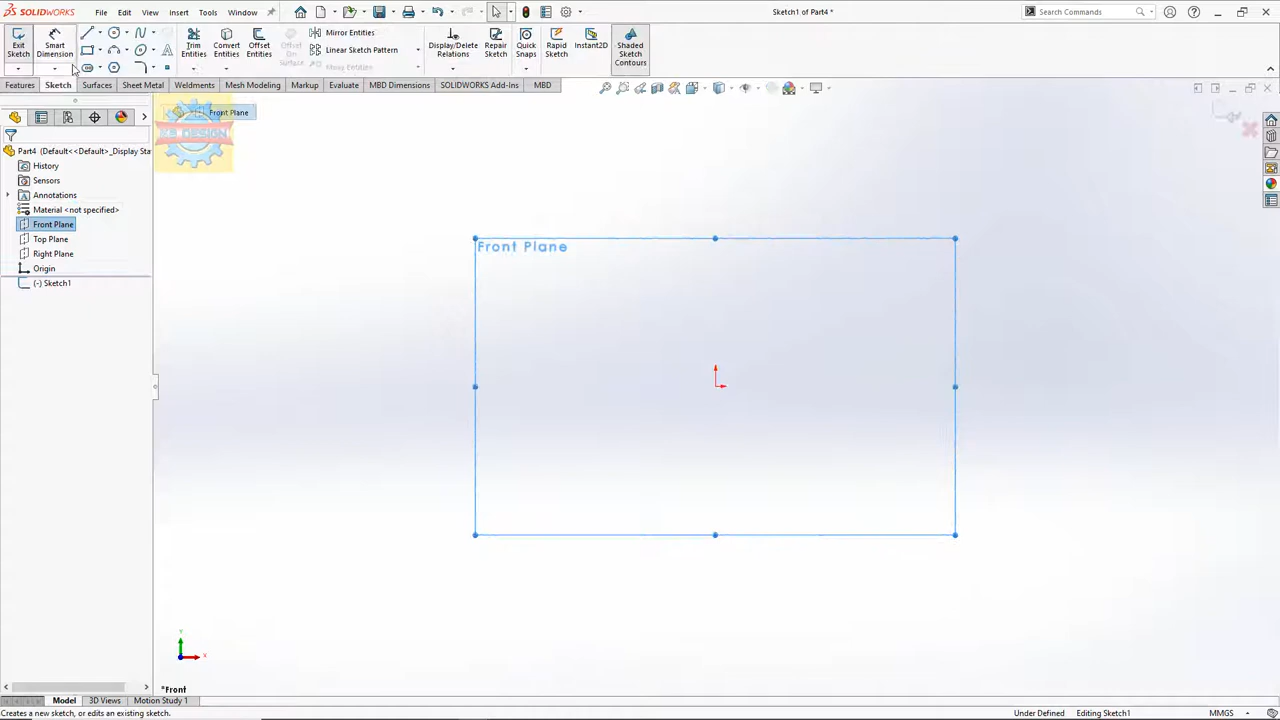 SOLIDWORKS File Edit View Insert Tools Window Sketch1 of Part4 * Search Commands
Exit Sketch Smart Dimension Trim Entities Convert Entities Offset Entities Offset On Surface Mirror Entities Linear Sketch Pattern Move Entities Display/Delete Relations Repair Sketch Quick Snaps Rapid Sketch Instant2D Shaded Sketch Contours
Features Sketch Surfaces Sheet Metal Weldments Mesh Modeling Markup Evaluate MBD Dimensions SOLIDWORKS Add-Ins MBD
Front Plane
Part4 (Default<<Default>_Display Sta
History
Sensors
Annotations
Material <not specified>
Front Plane
Top Plane
Right Plane
Origin
(-) Sketch1
Front Plane
Y
X
*Front
Model 3D Views Motion Study 1
Creates a new sketch, or edits an existing sketch. Under Defined Editing Sketch1 MMGS